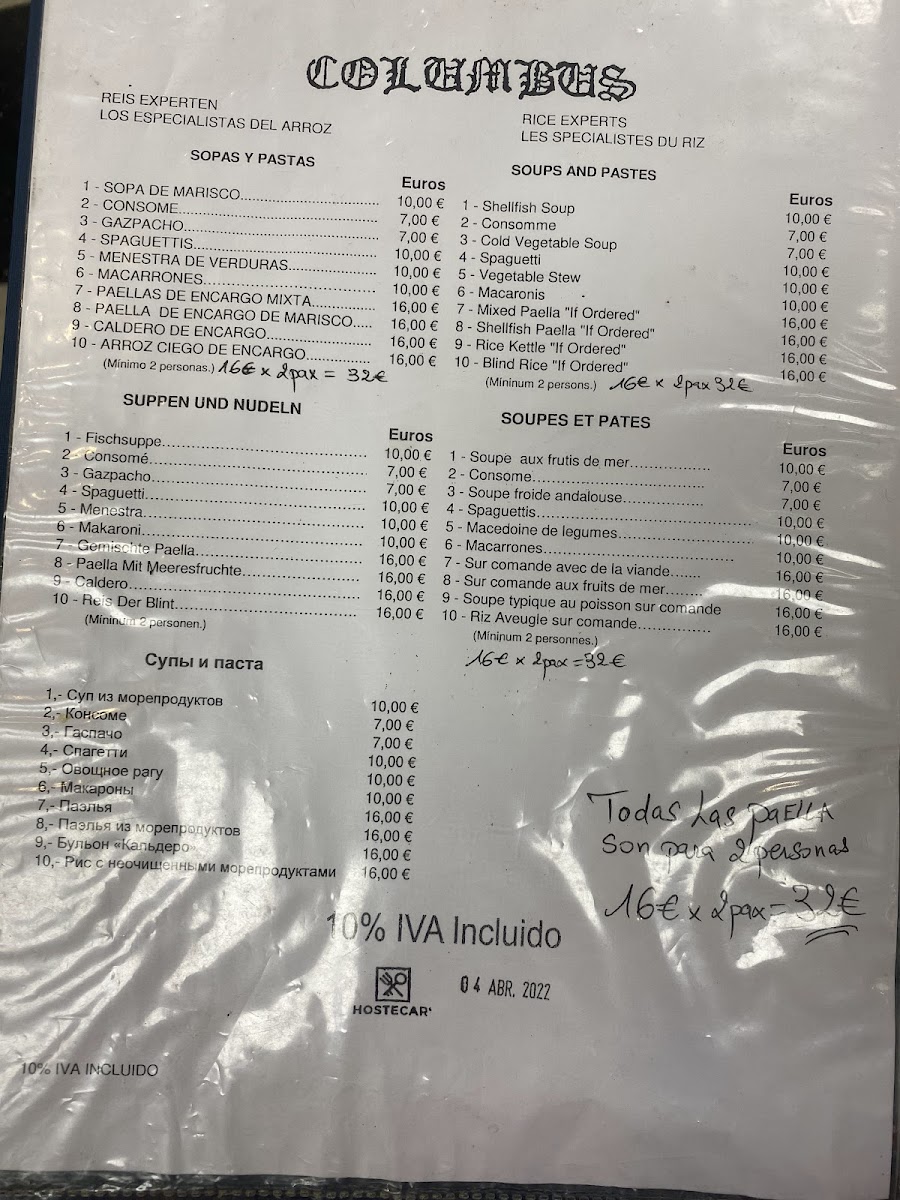 COLUMBUS
REIS EXPERTEN
LOS ESPECIALISTAS DEL ARROZ
RICE EXPERTS
LES SPECIALISTES DU RIZ
SOPAS Y PASTAS
Euros
1 - SOPA DE MARISCO 10,00 €
2 - CONSOME 7,00 €
3 - GAZPACHO 7,00 €
4 - SPAGUETTIS 10,00 €
5 - MENESTRA DE VERDURAS 10,00 €
6 - MACARRONES 10,00 €
7 - PAELLAS DE ENCARGO MIXTA 16,00 €
8 - PAELLA DE ENCARGO DE MARISCO 16,00 €
9 - CALDERO DE ENCARGO 16,00 €
10 - ARROZ CIEGO DE ENCARGO 16,00 €
(Mínimo 2 personas.) 16€ x 2pax = 32€
SOUPS AND PASTES
Euros
1 - Shellfish Soup 10,00 €
2 - Consomme 7,00 €
3 - Cold Vegetable Soup 7,00 €
4 - Spaguetti 10,00 €
5 - Vegetable Stew 10,00 €
6 - Macaronis 10,00 €
7 - Mixed Paella "If Ordered" 16,00 €
8 - Shellfish Paella "If Ordered" 16,00 €
9 - Rice Kettle "If Ordered" 16,00 €
10 - Blind Rice "If Ordered" 16,00 €
(Míninum 2 persons.) 16€ x 2pax 32€
SUPPEN UND NUDELN
Euros
1 - Fischsuppe 10,00 €
2 - Consomé 7,00 €
3 - Gazpacho 7,00 €
4 - Spaguetti 10,00 €
5 - Menestra 10,00 €
6 - Makaroni 10,00 €
7 - Gemischte Paella 16,00 €
8 - Paella Mit Meeresfruchte 16,00 €
9 - Caldero 16,00 €
10 - Reis Der Blint 16,00 €
(Míninum 2 personen.)
SOUPES ET PATES
Euros
1 - Soupe aux frutis de mer 10,00 €
2 - Consome 7,00 €
3 - Soupe froide andalouse 7,00 €
4 - Spaguettis 10,00 €
5 - Macedoine de legumes 10,00 €
6 - Macarrones 10,00 €
7 - Sur comande avec de la viande 16,00 €
8 - Sur comande aux fruits de mer 16,00 €
9 - Soupe typique au poisson sur comande 16,00 €
10 - Riz Aveugle sur comande 16,00 €
(Míninum 2 personnes.)
16€ x 2pax = 32€
Супы и паста
1,- Суп из морепродуктов 10,00 €
2,- Консоме 7,00 €
3,- Гаспачо 7,00 €
4,- Спагетти 10,00 €
5,- Овощное рагу 10,00 €
6,- Макароны 10,00 €
7,- Паэлья 16,00 €
8,- Паэлья из морепродуктов 16,00 €
9,- Бульон «Кальдеро» 16,00 €
10,- Рис с неочищенными морепродуктами 16,00 €
Todas Las PaELLA
Son para 2 personas
16€ x 2pax = 32€
10% IVA Incluido
HOSTECAR
04 ABR. 2022
10% IVA INCLUIDO